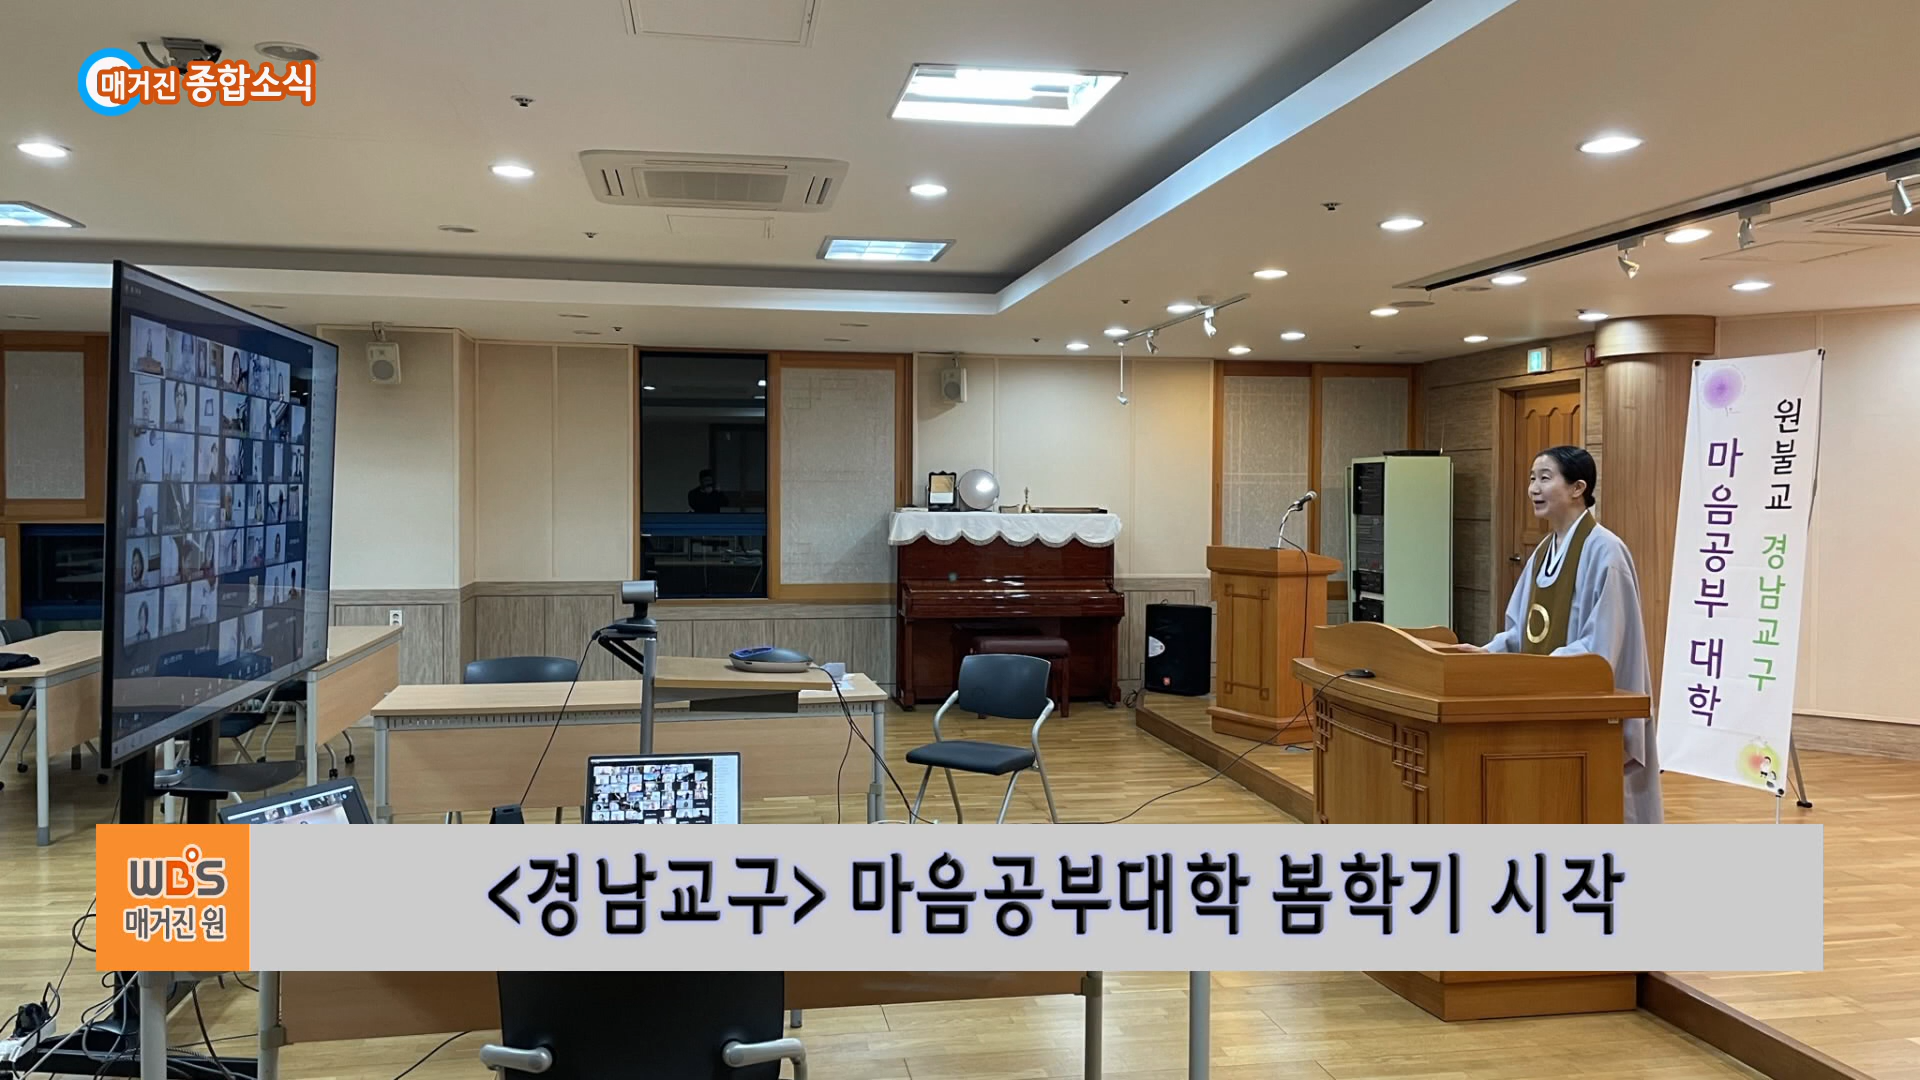 매거진 종합소식
원불교 경남교구
마음공부 대학
WBS
매거진 원
<경남교구> 마음공부대학 봄학기 시작